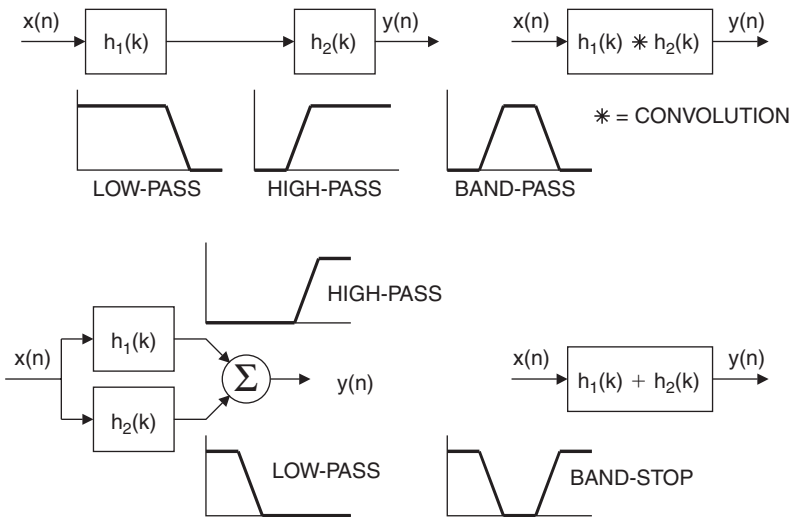 x(n)
h₁(k)
h₂(k)
y(n)
x(n)
h₁(k) ∗ h₂(k)
y(n)
∗ = CONVOLUTION
LOW-PASS
HIGH-PASS
BAND-PASS
HIGH-PASS
x(n)
h₁(k)
h₂(k)
Σ
y(n)
x(n)
h₁(k) + h₂(k)
y(n)
LOW-PASS
BAND-STOP